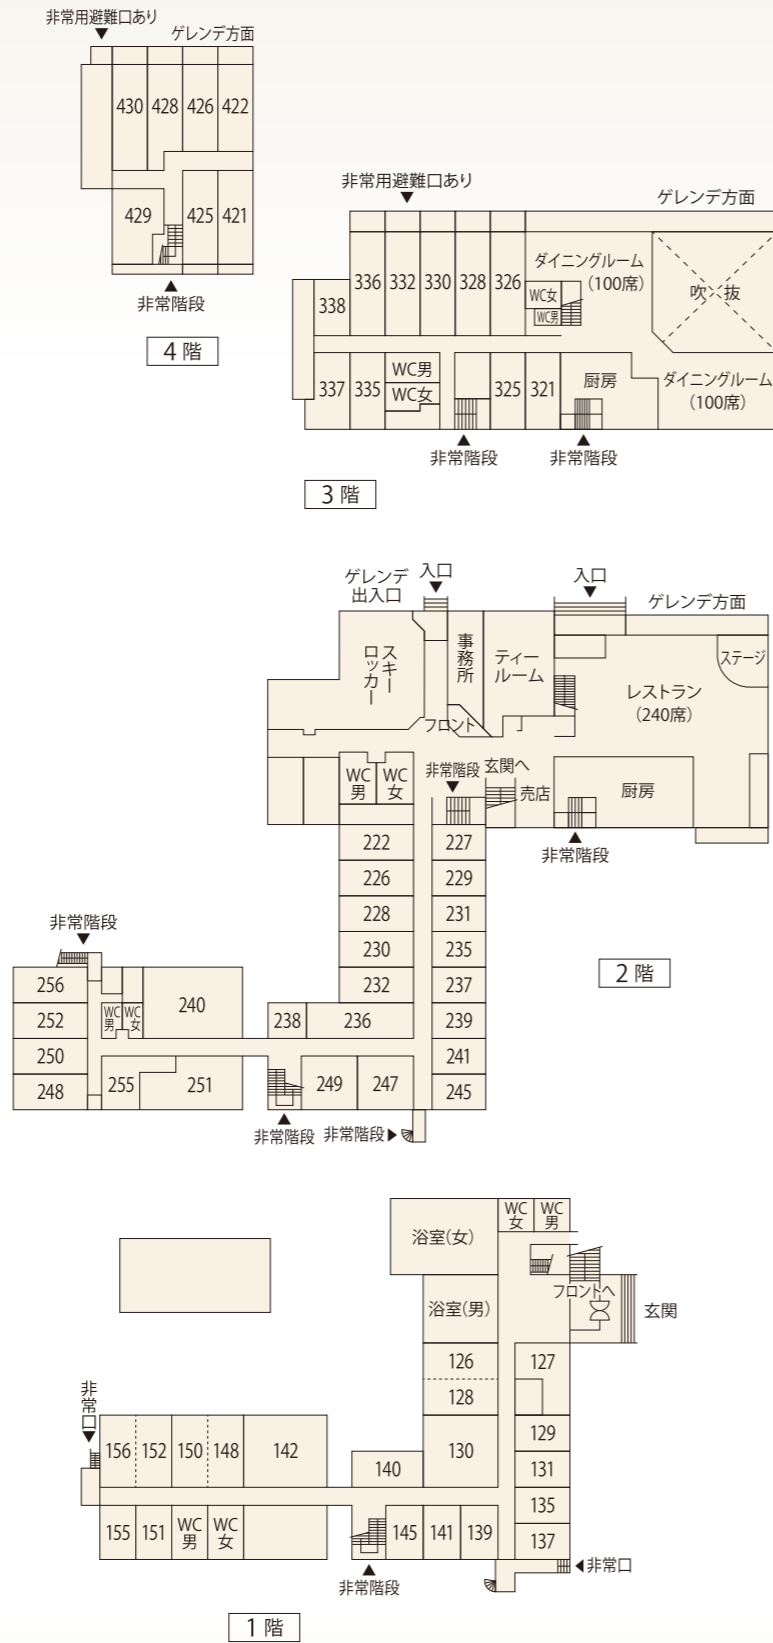 非常用避難口あり
ゲレンデ方面
430 428 426 422
429 425 421
非常階段
4 階
非常用避難口あり
ゲレンデ方面
336 332 330 328 326
ダイニングルーム
(100席)
吹 抜
338
WC女
WC男
337 335
WC男
WC女
325 321
厨房
ダイニングルーム
(100席)
非常階段
非常階段
3 階
ゲレンデ
出入口
入口
入口
ゲレンデ方面
スキー
ロッカー
事務所
ティー
ルーム
ステージ
レストラン
(240席)
フロント
WC
男
WC
女
非常階段
玄関へ
売店
厨房
非常階段
222 227
226 229
228 231
230 235
232 237
238 236 239
241
249 247 245
非常階段
256
252
250
248
WC
男
WC
女
240
255 251
非常階段
非常階段
2 階
浴室(女)
WC
女
WC
男
浴室(男)
フロントへ
玄関
126 127
128
129
130
131
135
137
非常口
156 152 150 148 142
140
155 151
WC
男
WC
女
145 141 139
非常階段
非常口
1 階